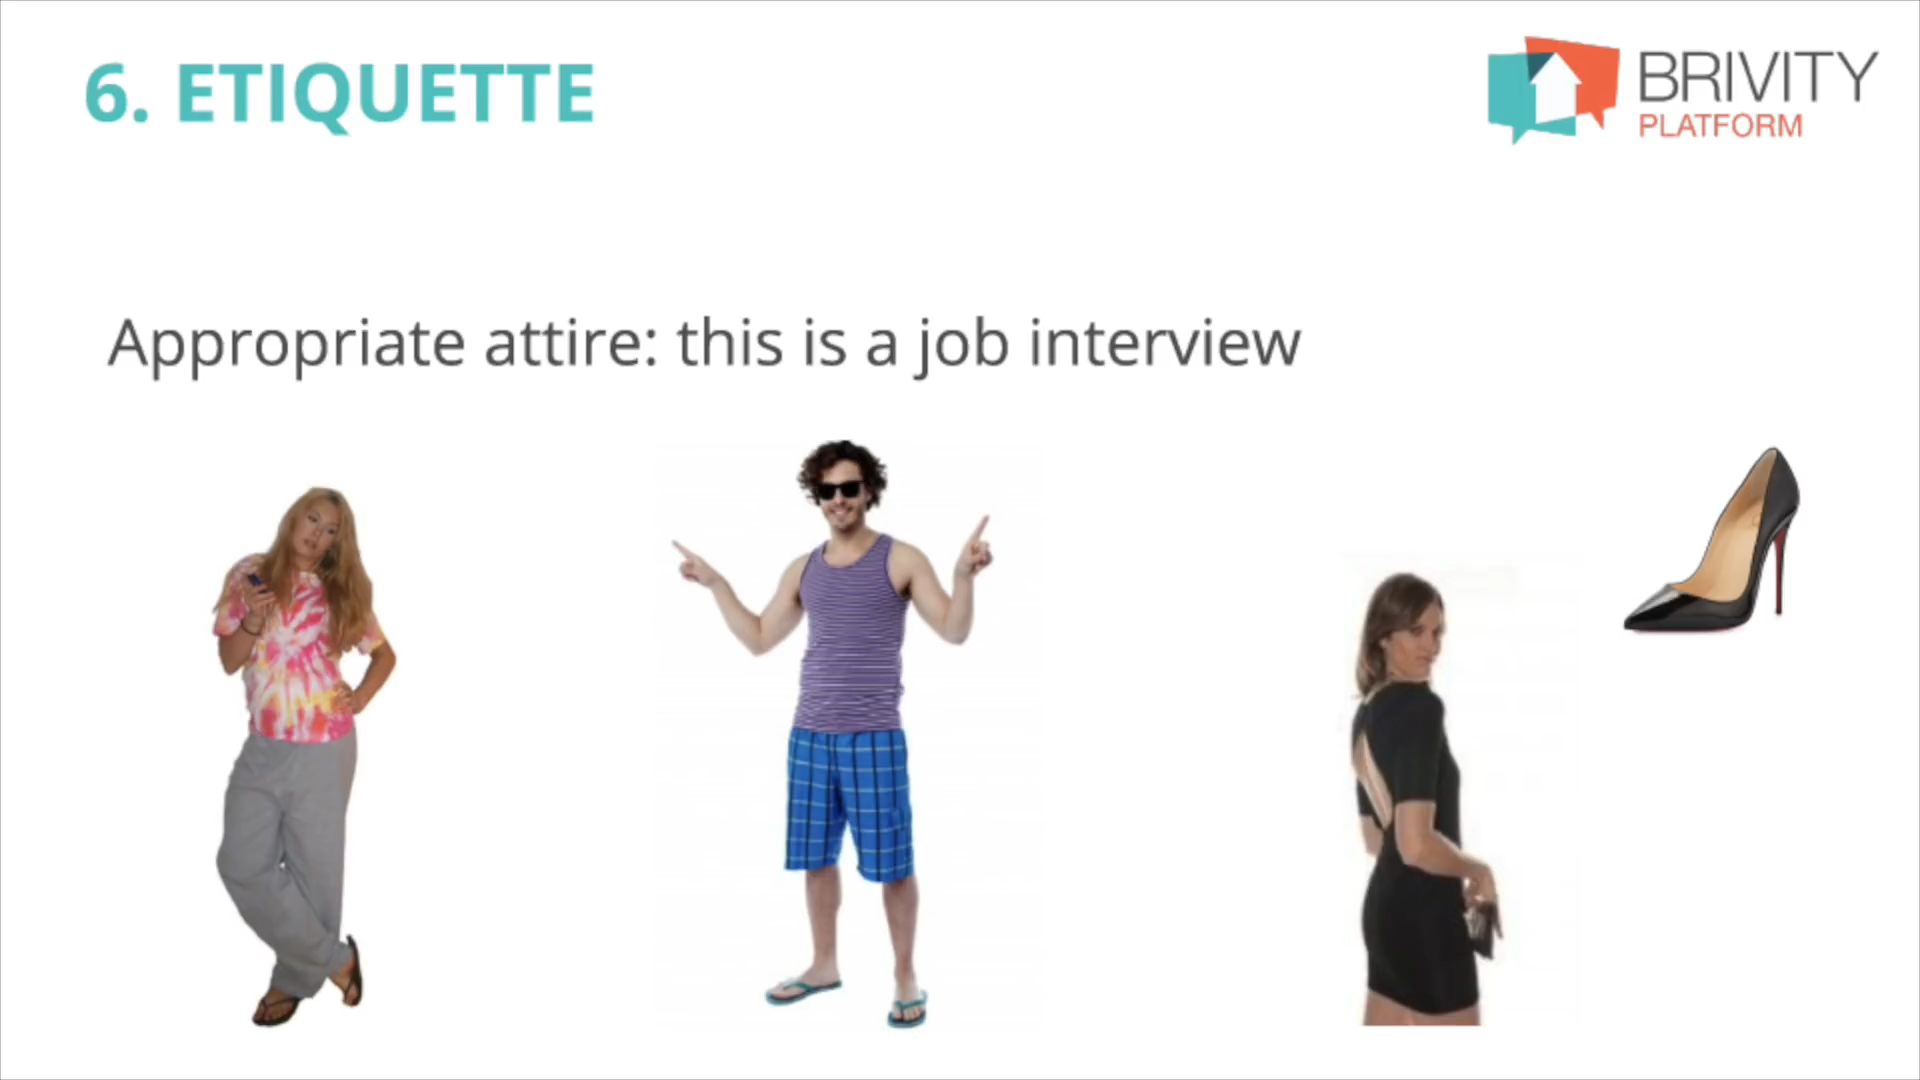 6. ETIQUETTE
BRIVITY
PLATFORM
Appropriate attire: this is a job interview